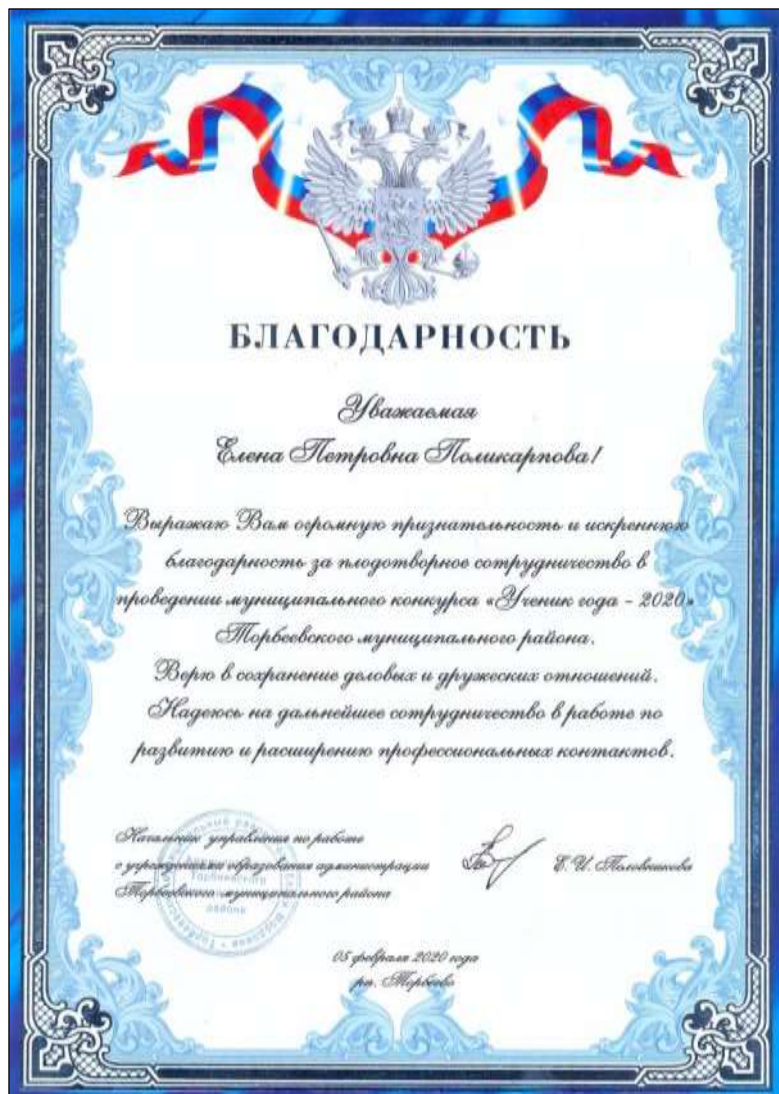 БЛАГОДАРНОСТЬ
Уважаемая
Елена Петровна Поликарпова!
Выражаю Вам огромную признательность и искреннюю
благодарность за плодотворное сотрудничество в
проведении муниципального конкурса «Ученик года - 2020»
Торбеевского муниципального района.
Верю в сохранение деловых и дружеских отношений.
Надеюсь на дальнейшее сотрудничество в работе по
развитию и расширению профессиональных контактов.
Начальник управления по работе
с учреждениями образования администрации
Торбеевского муниципального района
Е. И. Половникова
05 февраля 2020 года
рп. Торбеево